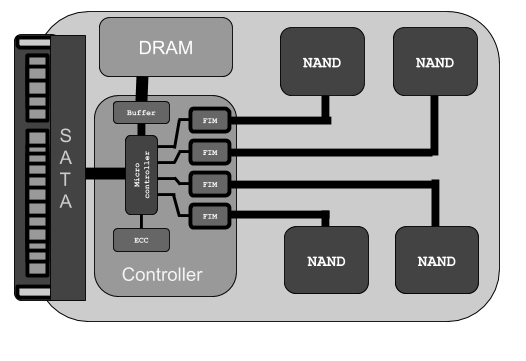 DRAM
NAND
NAND
Buffer
FIM
FIM
FIM
FIM
Micro
controller
SATA
ECC
Controller
NAND
NAND